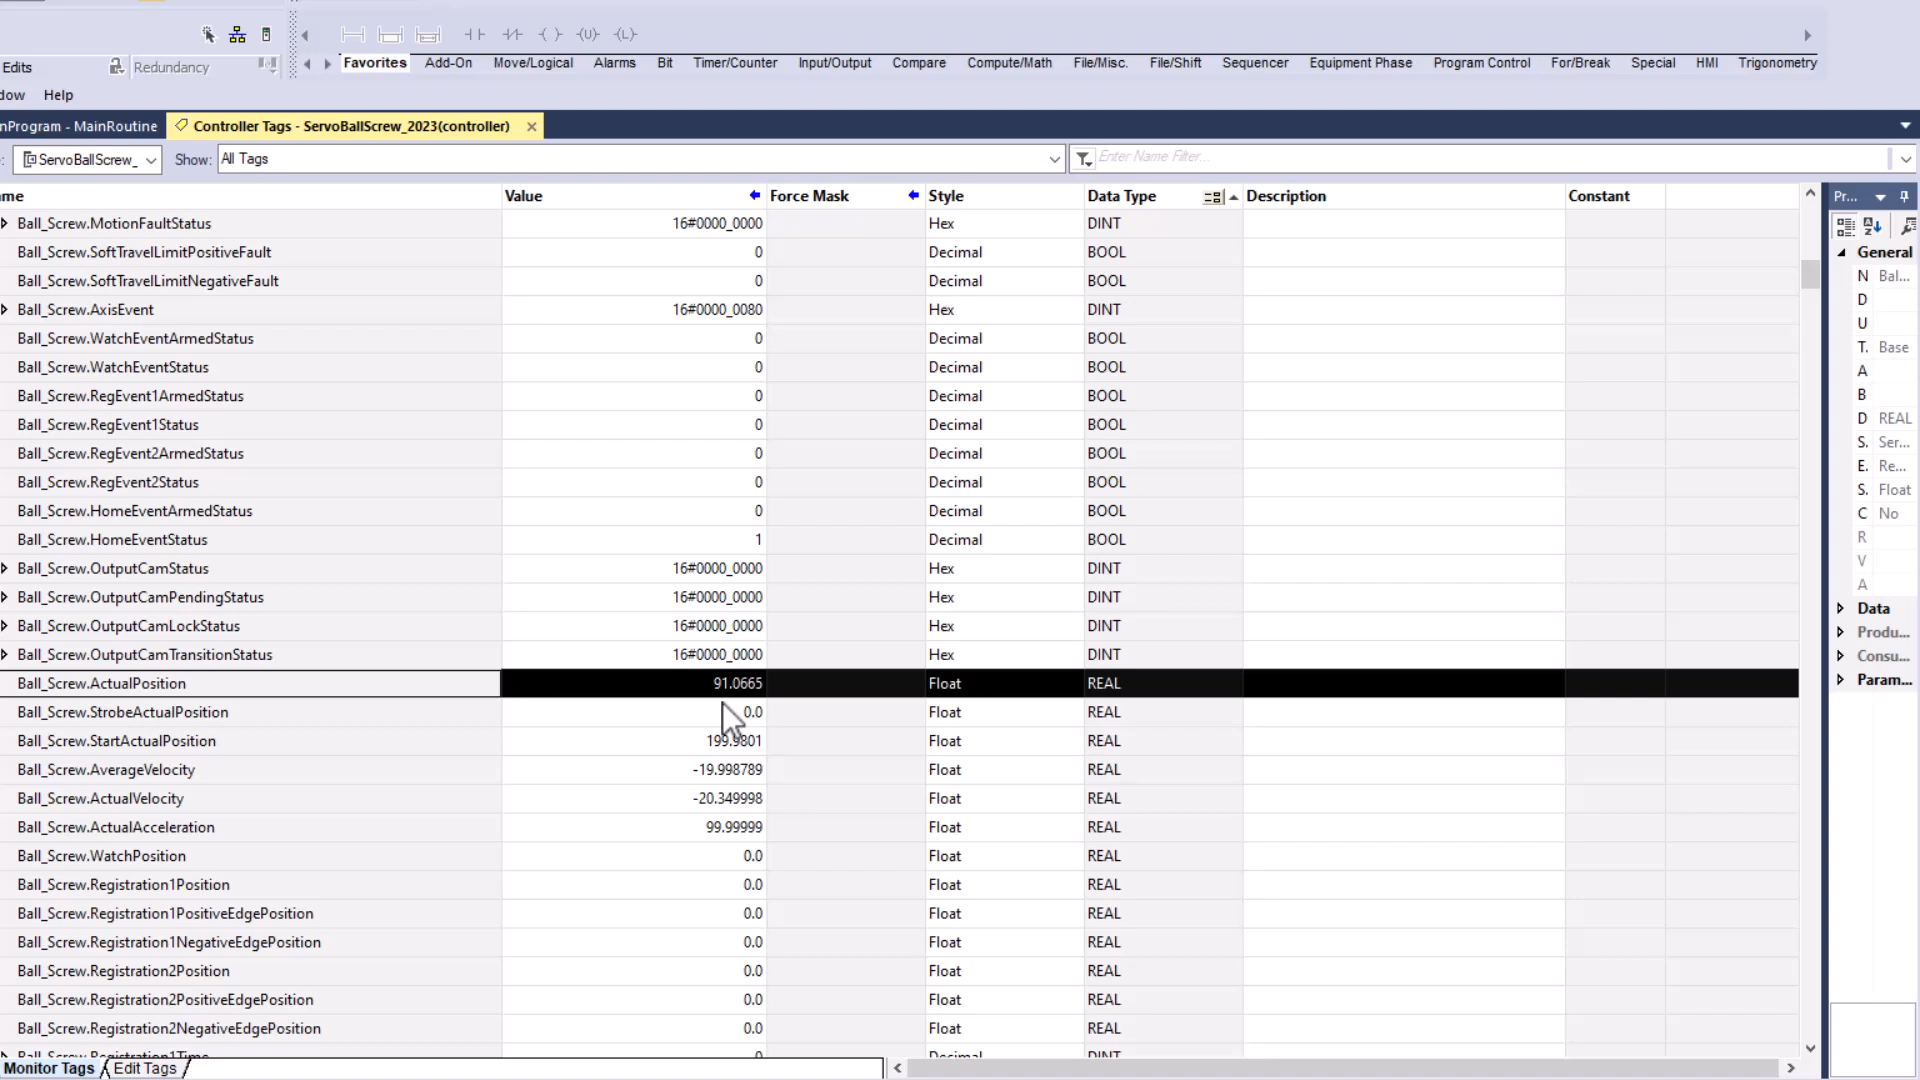 Favorites Add-On Move/Logical Alarms Bit Timer/Counter Input/Output Compare Compute/Math File/Misc. File/Shift Sequencer Equipment Phase Program Control For/Break Special HMI Trigonometry
Edits Redundancy
dow Help
nProgram - MainRoutine Controller Tags - ServoBallScrew_2023(controller)
: ServoBallScrew_ Show: All Tags Enter Name Filter...
me Value Force Mask Style Data Type Description Constant
Ball_Screw.MotionFaultStatus 16#0000_0000 Hex DINT
Ball_Screw.SoftTravelLimitPositiveFault 0 Decimal BOOL
Ball_Screw.SoftTravelLimitNegativeFault 0 Decimal BOOL
Ball_Screw.AxisEvent 16#0000_0080 Hex DINT
Ball_Screw.WatchEventArmedStatus 0 Decimal BOOL
Ball_Screw.WatchEventStatus 0 Decimal BOOL
Ball_Screw.RegEvent1ArmedStatus 0 Decimal BOOL
Ball_Screw.RegEvent1Status 0 Decimal BOOL
Ball_Screw.RegEvent2ArmedStatus 0 Decimal BOOL
Ball_Screw.RegEvent2Status 0 Decimal BOOL
Ball_Screw.HomeEventArmedStatus 0 Decimal BOOL
Ball_Screw.HomeEventStatus 1 Decimal BOOL
Ball_Screw.OutputCamStatus 16#0000_0000 Hex DINT
Ball_Screw.OutputCamPendingStatus 16#0000_0000 Hex DINT
Ball_Screw.OutputCamLockStatus 16#0000_0000 Hex DINT
Ball_Screw.OutputCamTransitionStatus 16#0000_0000 Hex DINT
Ball_Screw.ActualPosition 91.0665 Float REAL
Ball_Screw.StrobeActualPosition 0.0 Float REAL
Ball_Screw.StartActualPosition 199.9801 Float REAL
Ball_Screw.AverageVelocity -19.998789 Float REAL
Ball_Screw.ActualVelocity -20.349998 Float REAL
Ball_Screw.ActualAcceleration 99.99999 Float REAL
Ball_Screw.WatchPosition 0.0 Float REAL
Ball_Screw.Registration1Position 0.0 Float REAL
Ball_Screw.Registration1PositiveEdgePosition 0.0 Float REAL
Ball_Screw.Registration1NegativeEdgePosition 0.0 Float REAL
Ball_Screw.Registration2Position 0.0 Float REAL
Ball_Screw.Registration2PositiveEdgePosition 0.0 Float REAL
Ball_Screw.Registration2NegativeEdgePosition 0.0 Float REAL
Ball_Screw.Registration1Time 0 Decimal DINT
Monitor Tags Edit Tags
Pr...
General
N Bal...
D
U
T. Base
A
B
D REAL
S. Ser...
E. Re...
S. Float
C No
R
V
A
Data
Produ...
Consu...
Param...